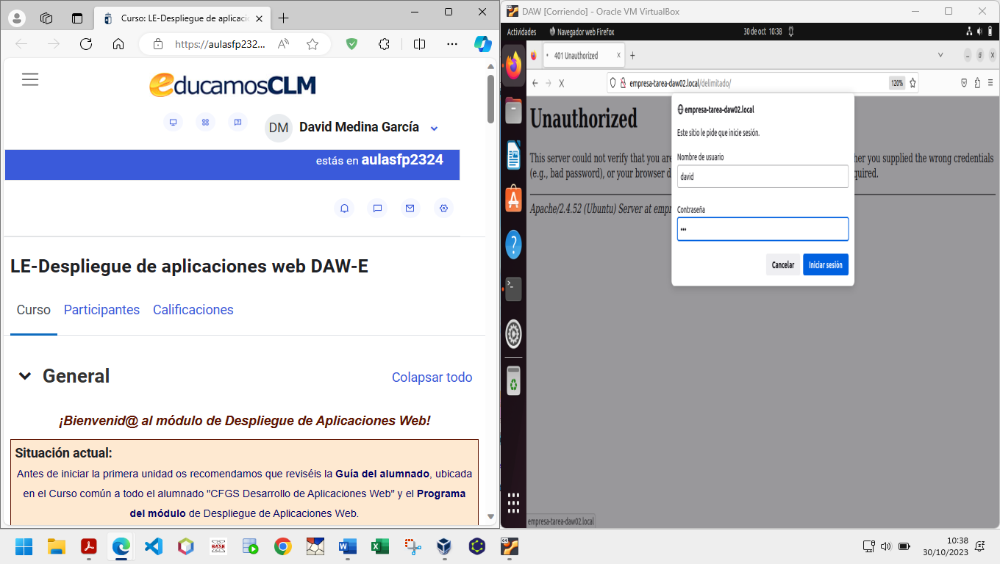 Curso: LE-Despliegue de aplicaci
https://aulasfp232...
educamosCLM
DM David Medina García
estás en aulasfp2324
LE-Despliegue de aplicaciones web DAW-E
Curso Participantes Calificaciones
General Colapsar todo
¡Bienvenid@ al módulo de Despliegue de Aplicaciones Web!
Situación actual:
Antes de iniciar la primera unidad os recomendamos que reviséis la Guía del alumnado, ubicada
en el Curso común a todo el alumnado "CFGS Desarrollo de Aplicaciones Web" y el Programa
del módulo de Despliegue de Aplicaciones Web.
DAW [Corriendo] - Oracle VM VirtualBox
Actividades Navegador web Firefox 30 de oct 10:38
401 Unauthorized
empresa-tarea-daw02.local/delimitado/ 120%
Unauthorized
This server could not verify that you are
her you supplied the wrong credentials
(e.g., bad password), or your browser d
quired.
Apache/2.4.52 (Ubuntu) Server at empr
empresa-tarea-daw02.local
Este sitio le pide que inicie sesión.
Nombre de usuario
david
Contraseña
•••
Cancelar Iniciar sesión
empresa-tarea-daw02.local
10:38
30/10/2023